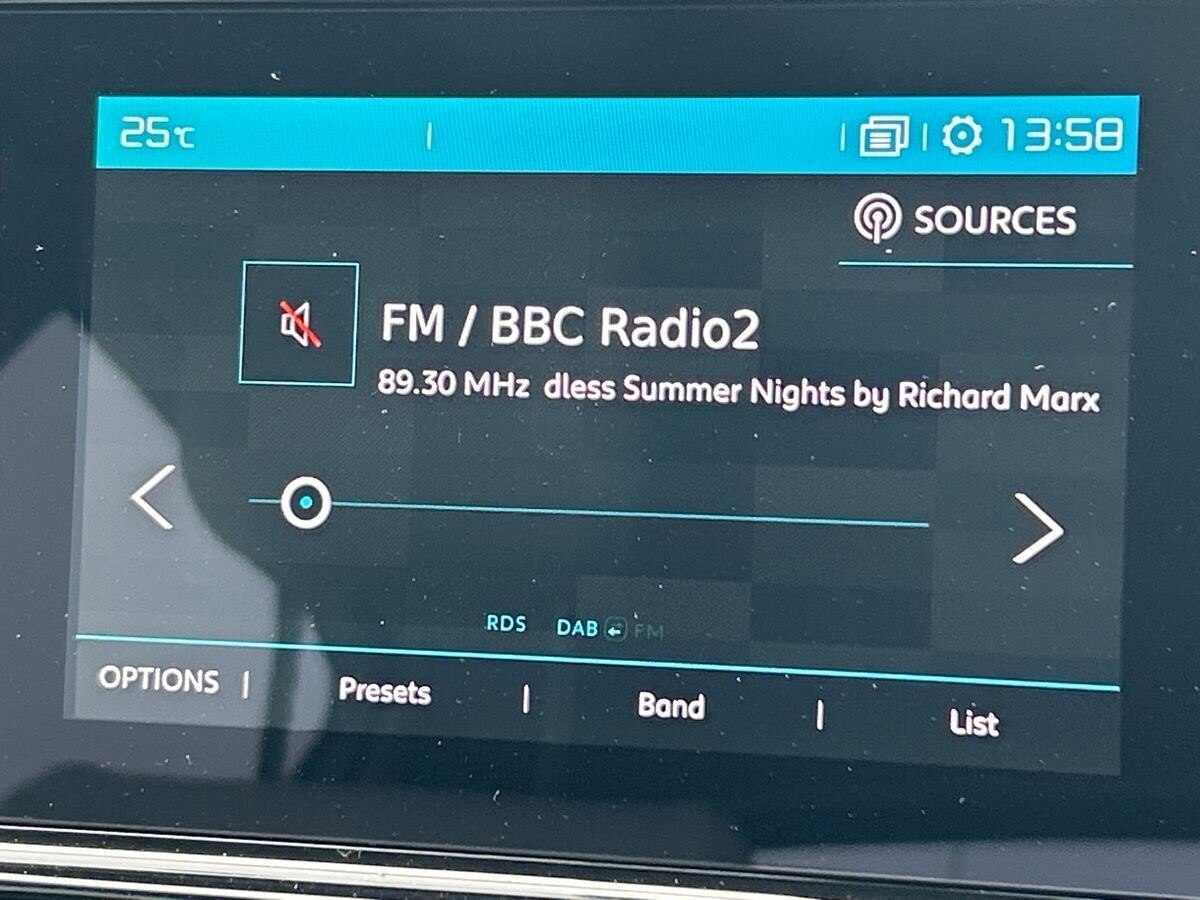 25℃ 13:58
SOURCES
FM / BBC Radio2
89.30 MHz dless Summer Nights by Richard Marx
RDS DAB FM
OPTIONS | Presets | Band | List